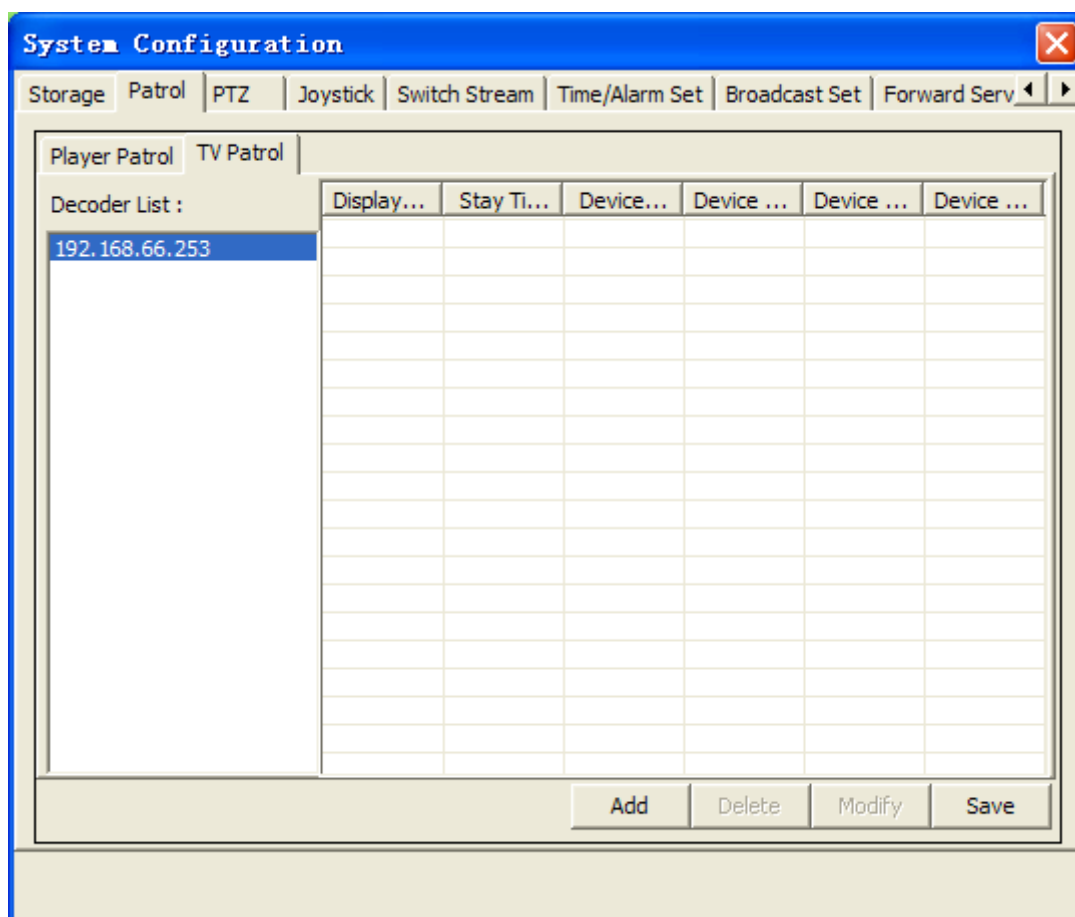 System Configuration
Storage Patrol PTZ Joystick Switch Stream Time/Alarm Set Broadcast Set Forward Serv
Player Patrol TV Patrol
Decoder List : Display... Stay Ti... Device... Device ... Device ... Device ...
192.168.66.253
Add Delete Modify Save